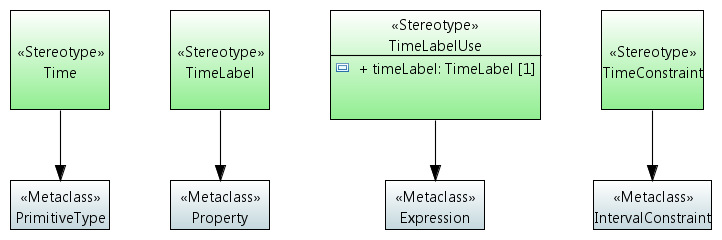 «Stereotype»
Time
«Stereotype»
TimeLabel
«Stereotype»
TimeLabelUse
+ timeLabel: TimeLabel [1]
«Stereotype»
TimeConstraint
«Metaclass»
PrimitiveType
«Metaclass»
Property
«Metaclass»
Expression
«Metaclass»
IntervalConstraint